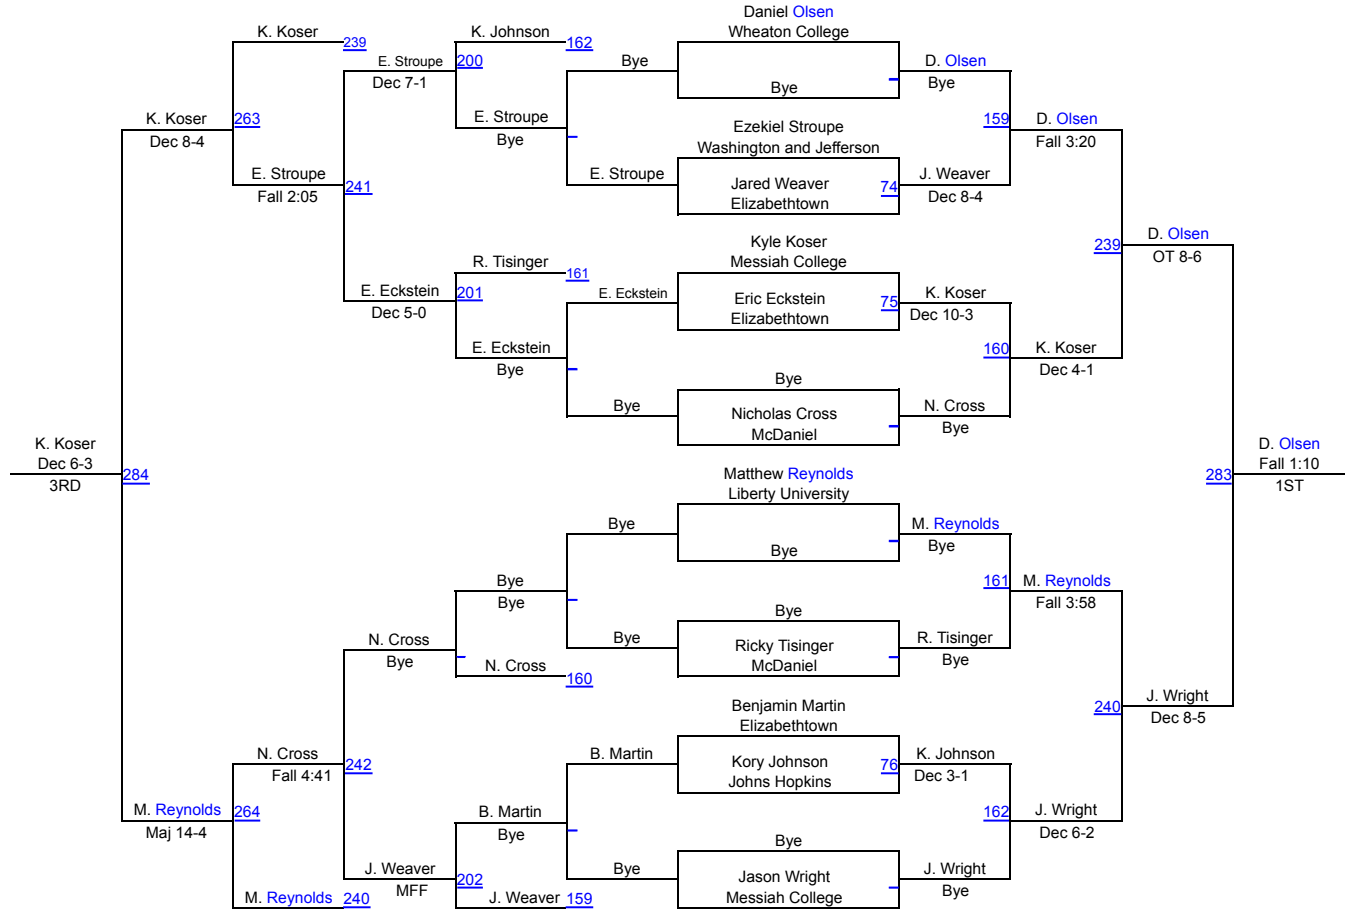 Daniel Olsen
K. Koser
K. Johnson
Wheaton College
239
162
E. Stroupe
200
Bye
D. Olsen
Dec 7-1
Bye
Bye
K. Koser
263
E. Stroupe
Ezekiel Stroupe
159
D. Olsen
Dec 8-4
Bye
Washington and Jefferson
Fall 3:20
E. Stroupe
E. Stroupe
Jared Weaver
74
J. Weaver
Fall 2:05
241
Elizabethtown
Dec 8-4
Kyle Koser
239
D. Olsen
R. Tisinger
161
Messiah College
OT 8-6
E. Eckstein
201
E. Eckstein
Eric Eckstein
75
K. Koser
Dec 5-0
Elizabethtown
Dec 10-3
E. Eckstein
160
K. Koser
Bye
Bye
Dec 4-1
Bye
Nicholas Cross
N. Cross
McDaniel
Bye
K. Koser
D. Olsen
Dec 6-3
Fall 1:10
3RD
284
Matthew Reynolds
283
1ST
Liberty University
Bye
M. Reynolds
Bye
Bye
Bye
161
M. Reynolds
Bye
Bye
Fall 3:58
N. Cross
Bye
Ricky Tisinger
R. Tisinger
Bye
N. Cross
McDaniel
Bye
160
Benjamin Martin
240
J. Wright
Elizabethtown
Dec 8-5
N. Cross
B. Martin
Kory Johnson
76
K. Johnson
Fall 4:41
242
Johns Hopkins
Dec 3-1
M. Reynolds
264
B. Martin
162
J. Wright
Maj 14-4
Bye
Bye
Dec 6-2
J. Weaver
202
Bye
Jason Wright
J. Wright
MFF
Messiah College
Bye
M. Reynolds
240
J. Weaver
159